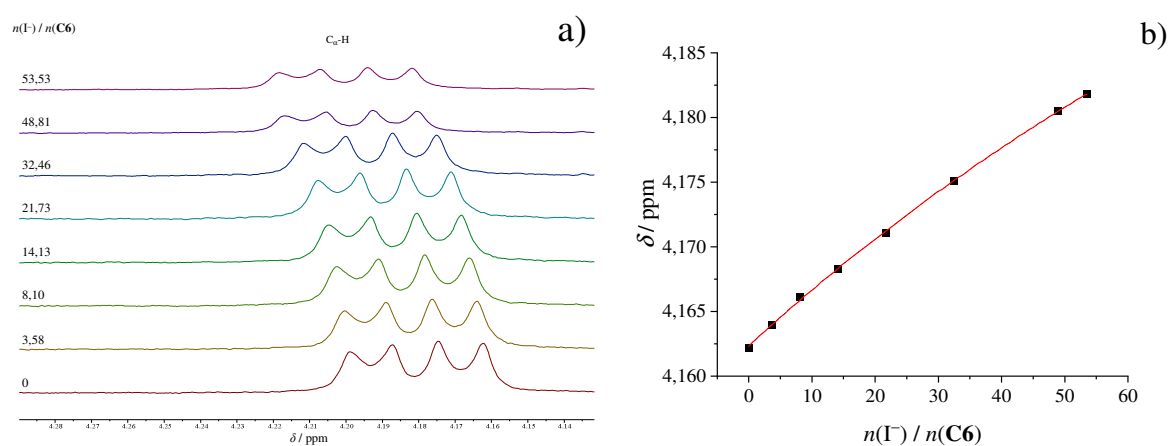 a)
n(I⁻) / n(C6)
Cα-H
53,53
48,81
32,46
21,73
14,13
8,10
3,58
0
4.28 4.27 4.26 4.25 4.24 4.23 4.22 4.21 4.20 4.19 4.18 4.17 4.16 4.15 4.14
δ / ppm
b)
4,185
4,180
4,175
4,170
4,165
4,160
δ / ppm
0 10 20 30 40 50 60
n(I⁻) / n(C6)